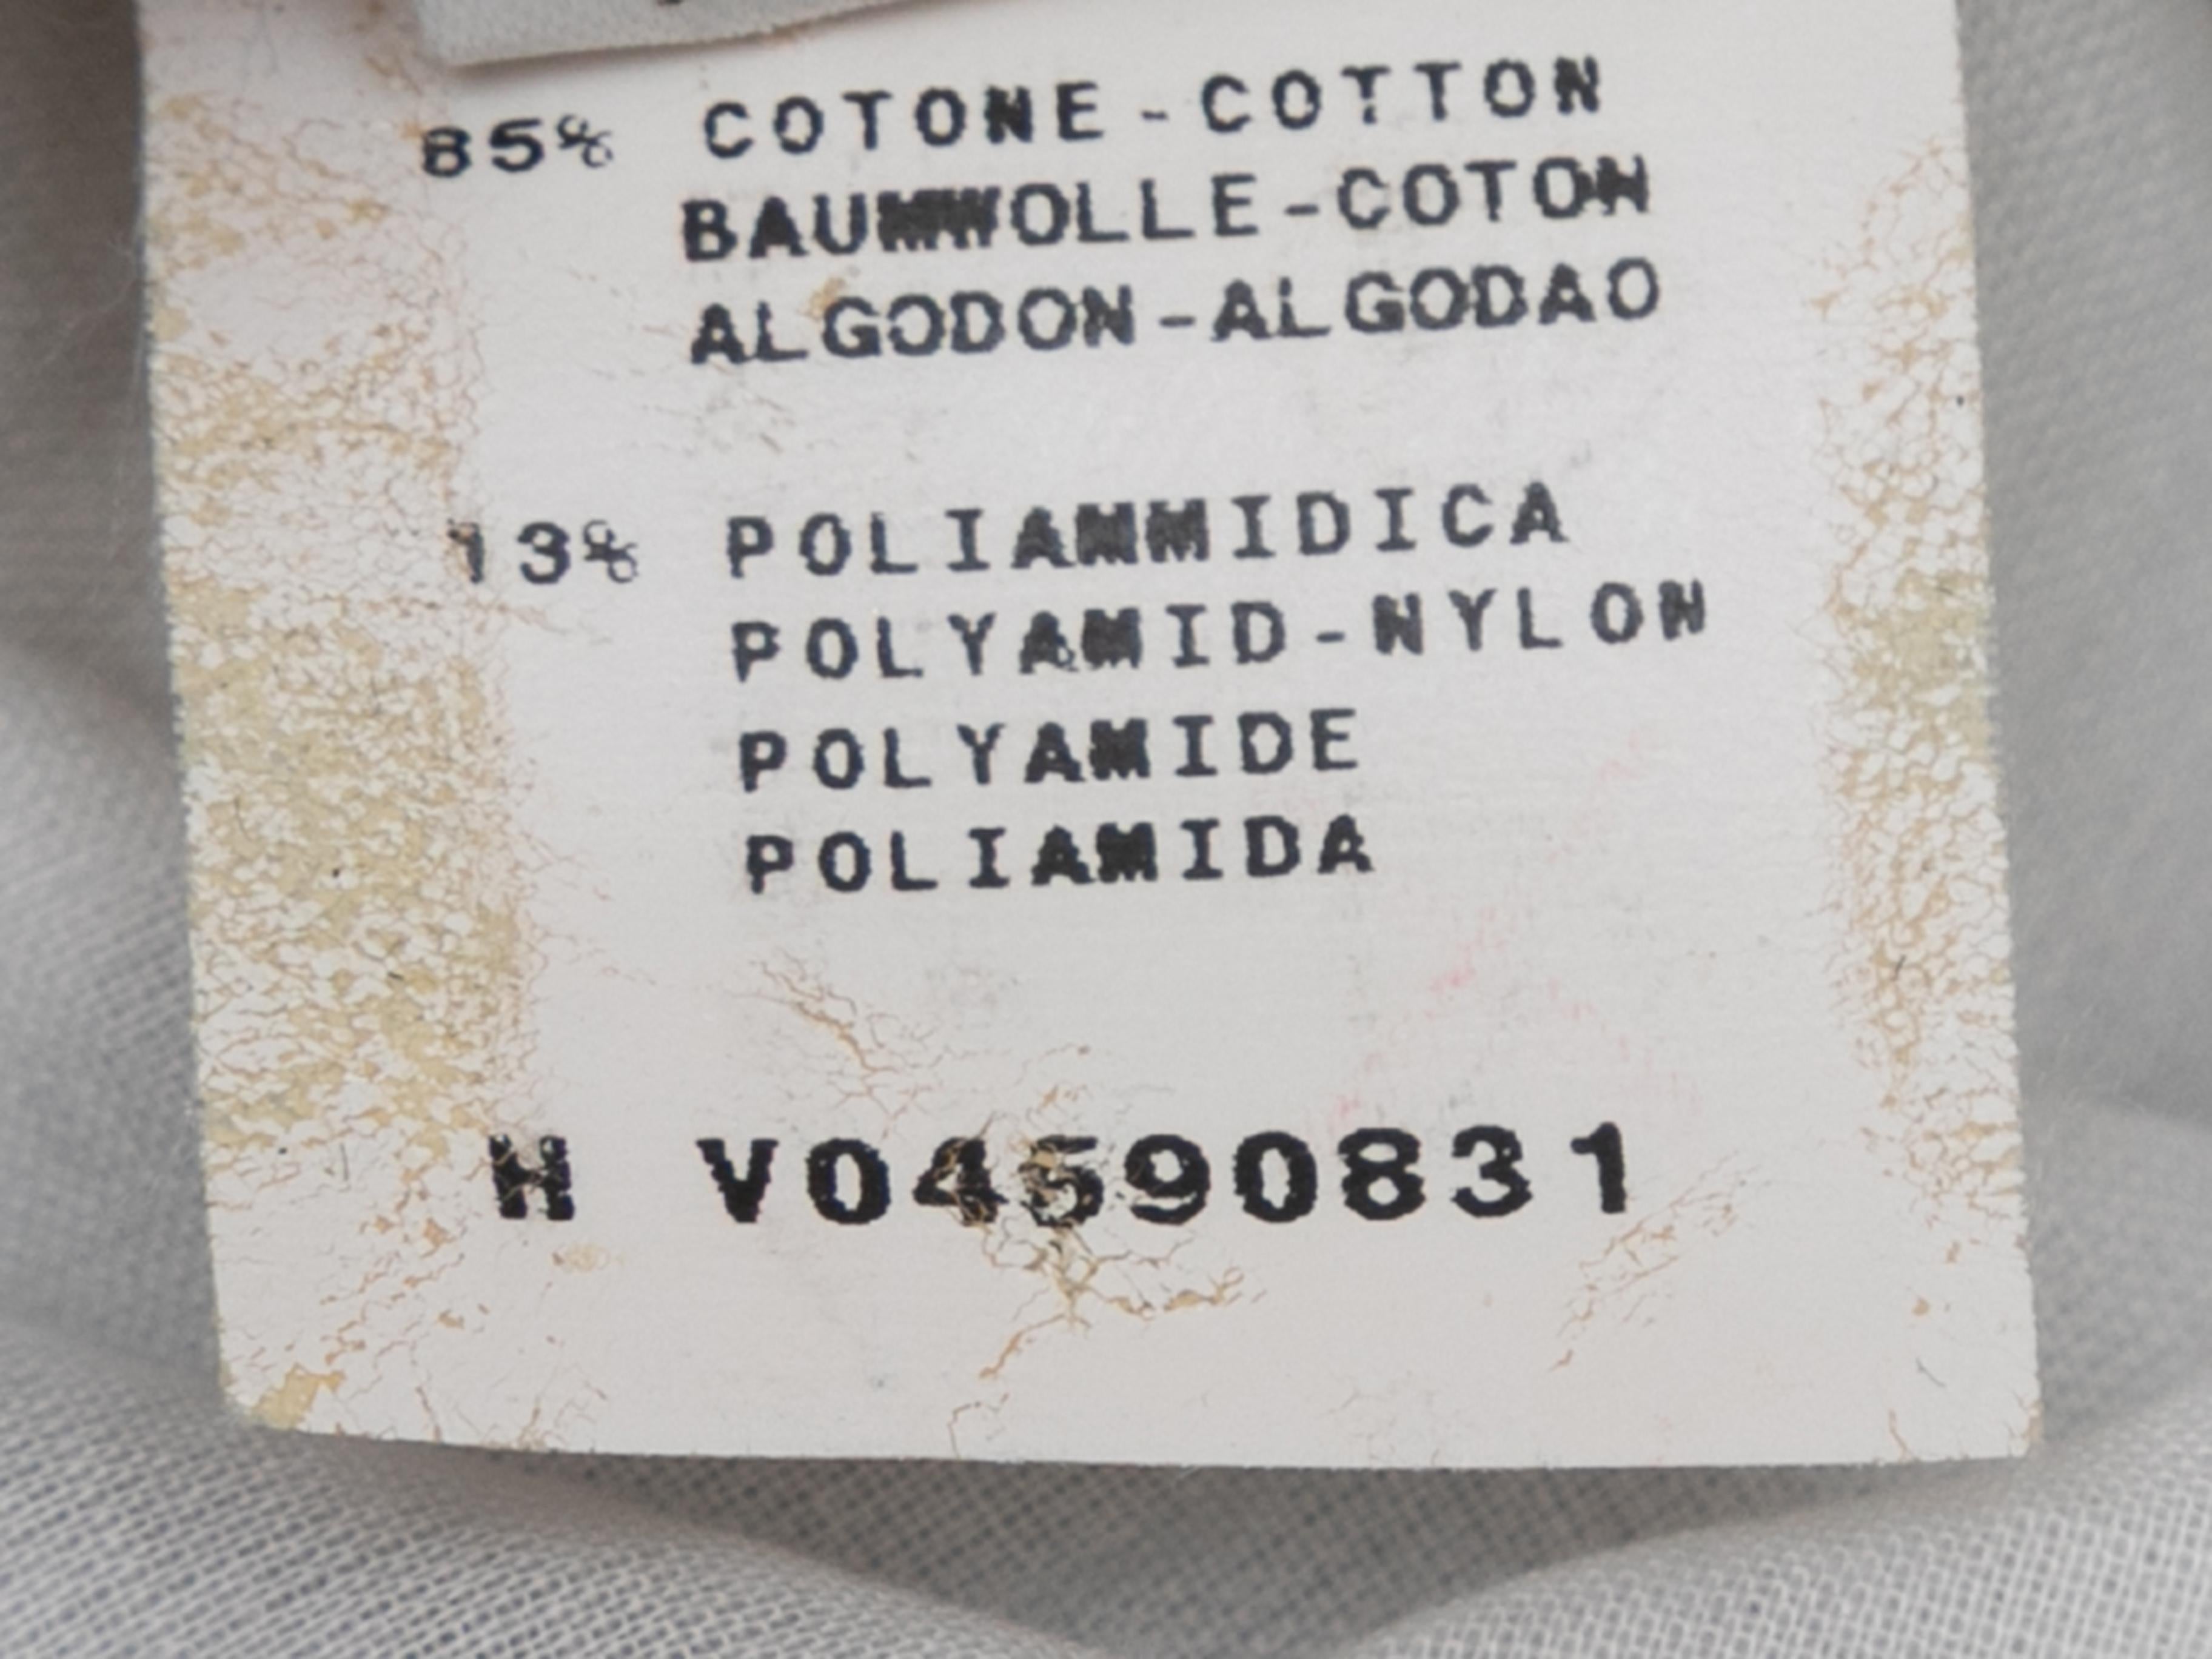 85% COTONE-COTTON
BAUMWOLLE-COTON
ALGODON-ALGODAO
13% POLIAMMIDICA
POLYAMID-NYLON
POLYAMIDE
POLIAMIDA
H V04590831